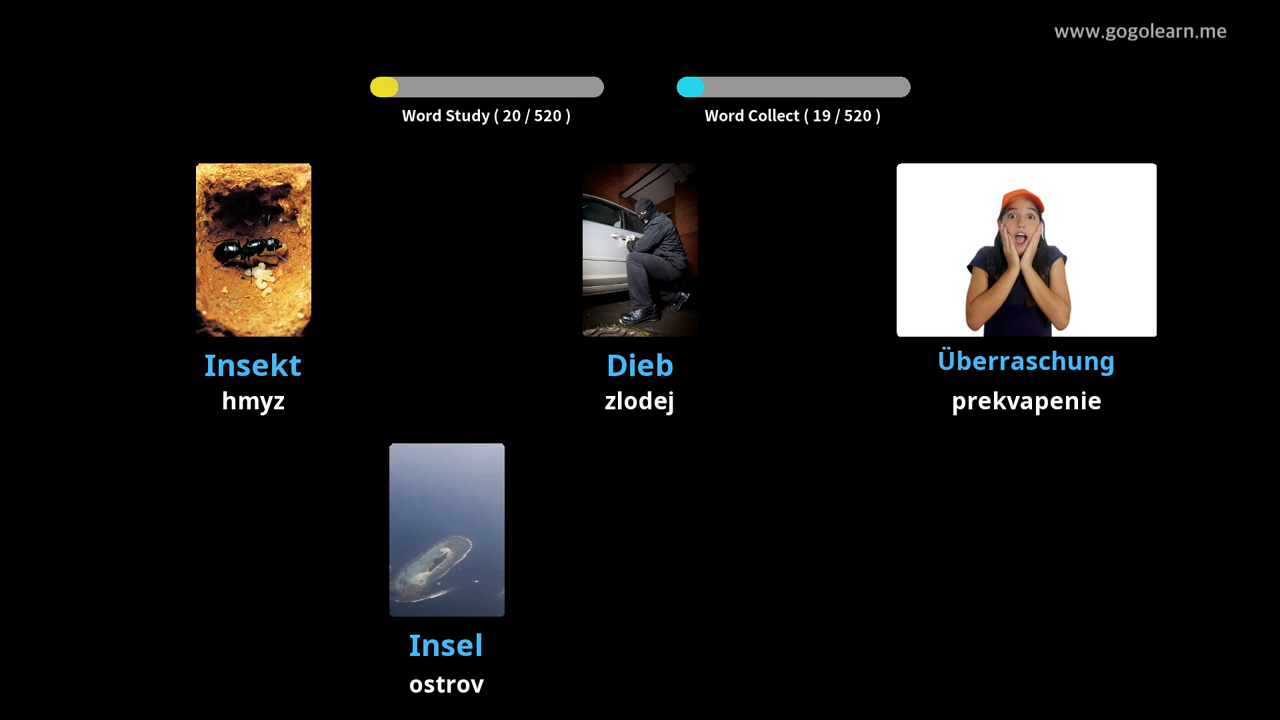 www.gogolearn.me
Word Study ( 20 / 520 )
Word Collect ( 19 / 520 )
Insekt
hmyz
Dieb
zlodej
Überraschung
prekvapenie
Insel
ostrov